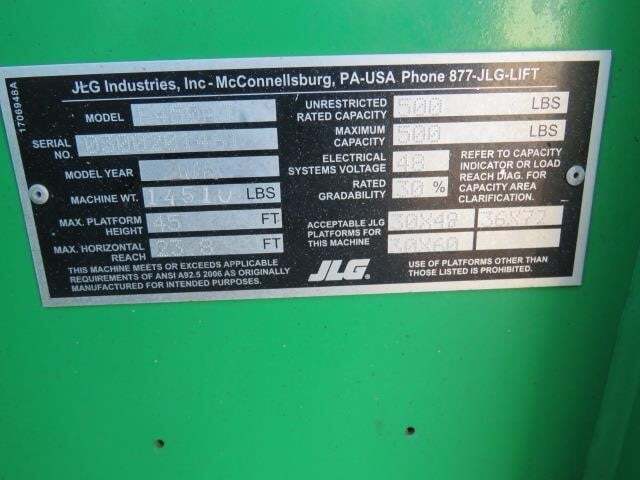 JLG Industries, Inc- McConnellsburg, PA-USA Phone 877-JLG-LIFT
1706948A
MODEL
SERIAL NO.
MODEL YEAR
MACHINE WT. 14510 LBS
MAX. PLATFORM HEIGHT 45 FT
MAX. HORIZONTAL REACH FT
THIS MACHINE MEETS OR EXCEEDS APPLICABLE
REQUIREMENTS OF ANSI A92.5 2006 AS ORIGINALLY
MANUFACTURED FOR INTENDED PURPOSES.
UNRESTRICTED RATED CAPACITY 500 LBS
MAXIMUM CAPACITY 500 LBS
ELECTRICAL SYSTEMS VOLTAGE 48
RATED GRADABILITY 30 %
REFER TO CAPACITY
INDICATOR OR LOAD
REACH DIAG. FOR
CAPACITY AREA
CLARIFICATION.
ACCEPTABLE JLG
PLATFORMS FOR
THIS MACHINE
30X48 36X72
30X60
JLG®
USE OF PLATFORMS OTHER THAN
THOSE LISTED IS PROHIBITED.